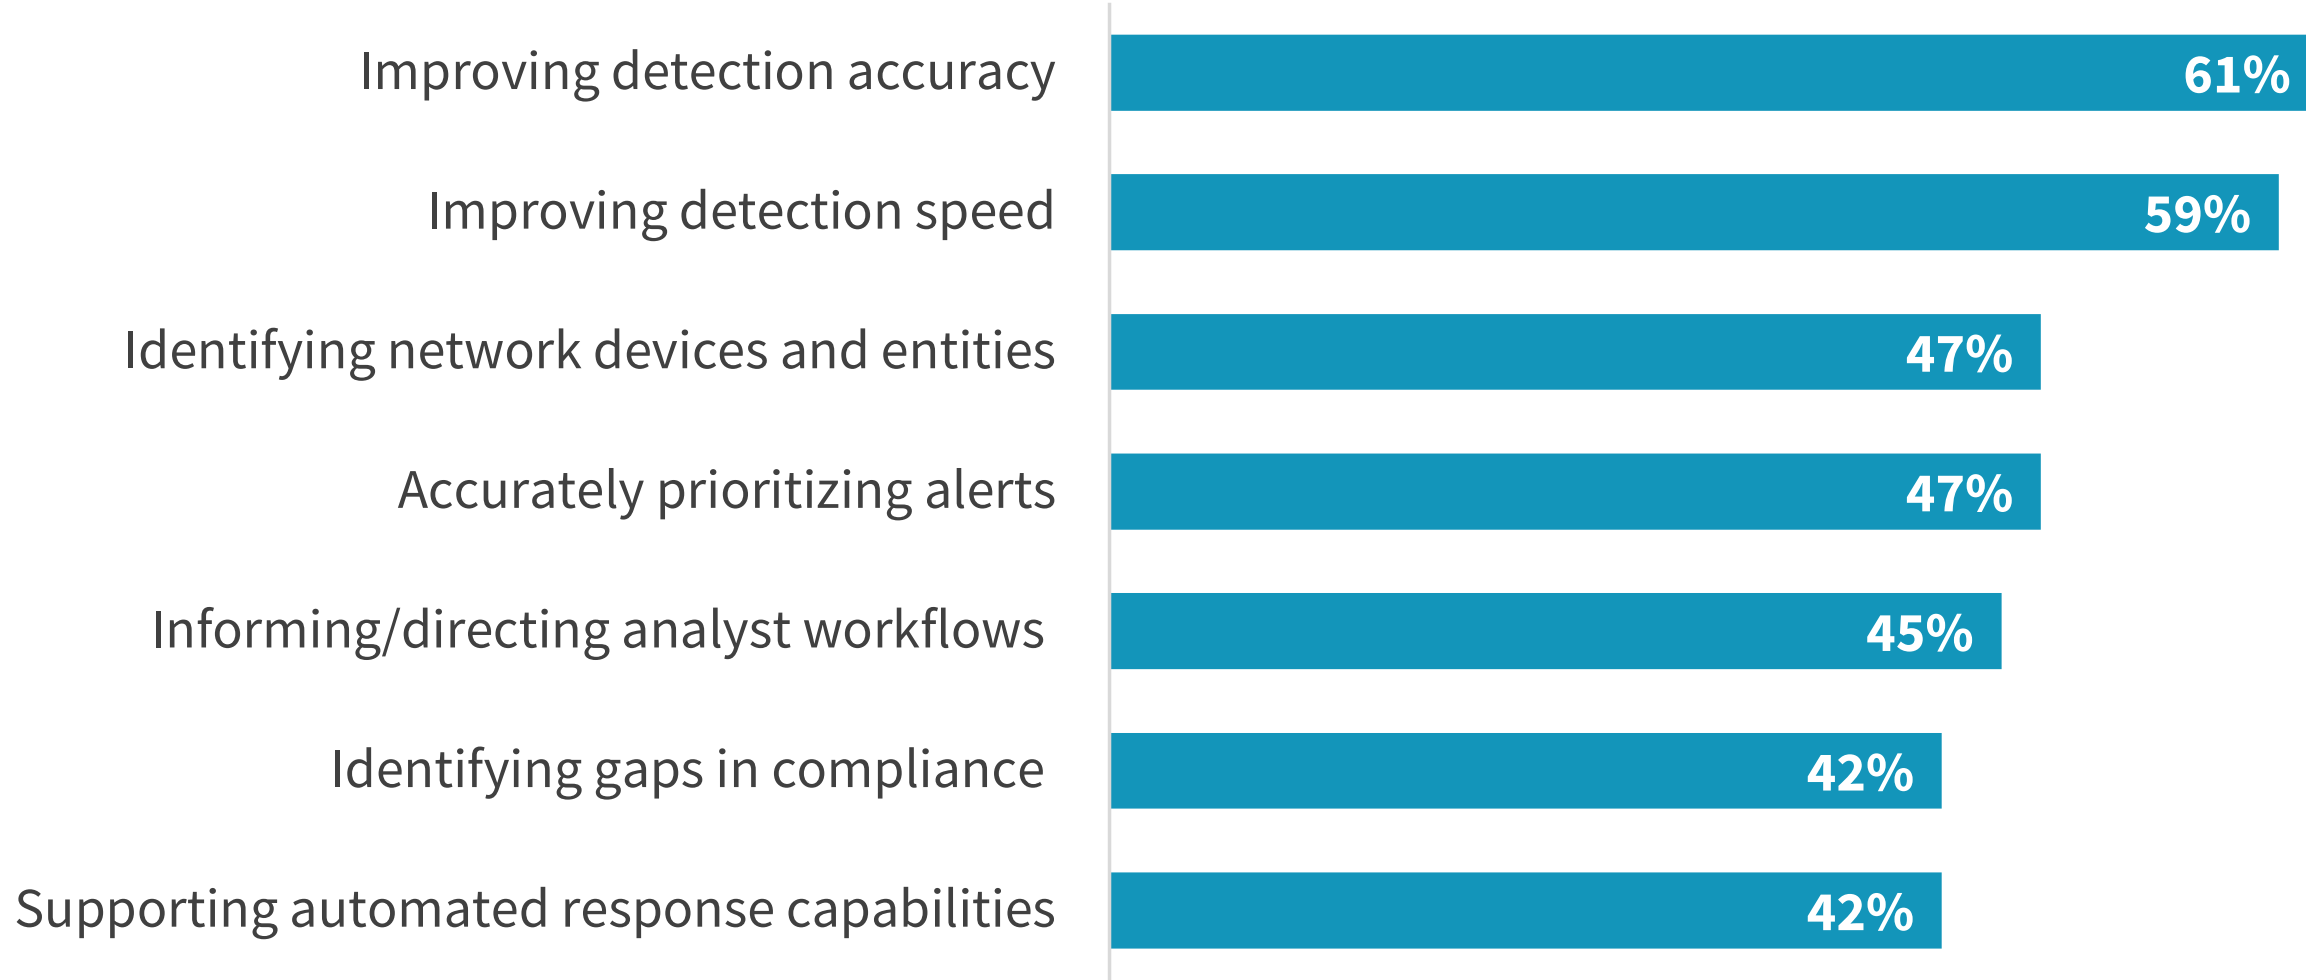 Improving detection accuracy 61%
Improving detection speed 59%
Identifying network devices and entities 47%
Accurately prioritizing alerts 47%
Informing/directing analyst workflows 45%
Identifying gaps in compliance 42%
Supporting automated response capabilities 42%